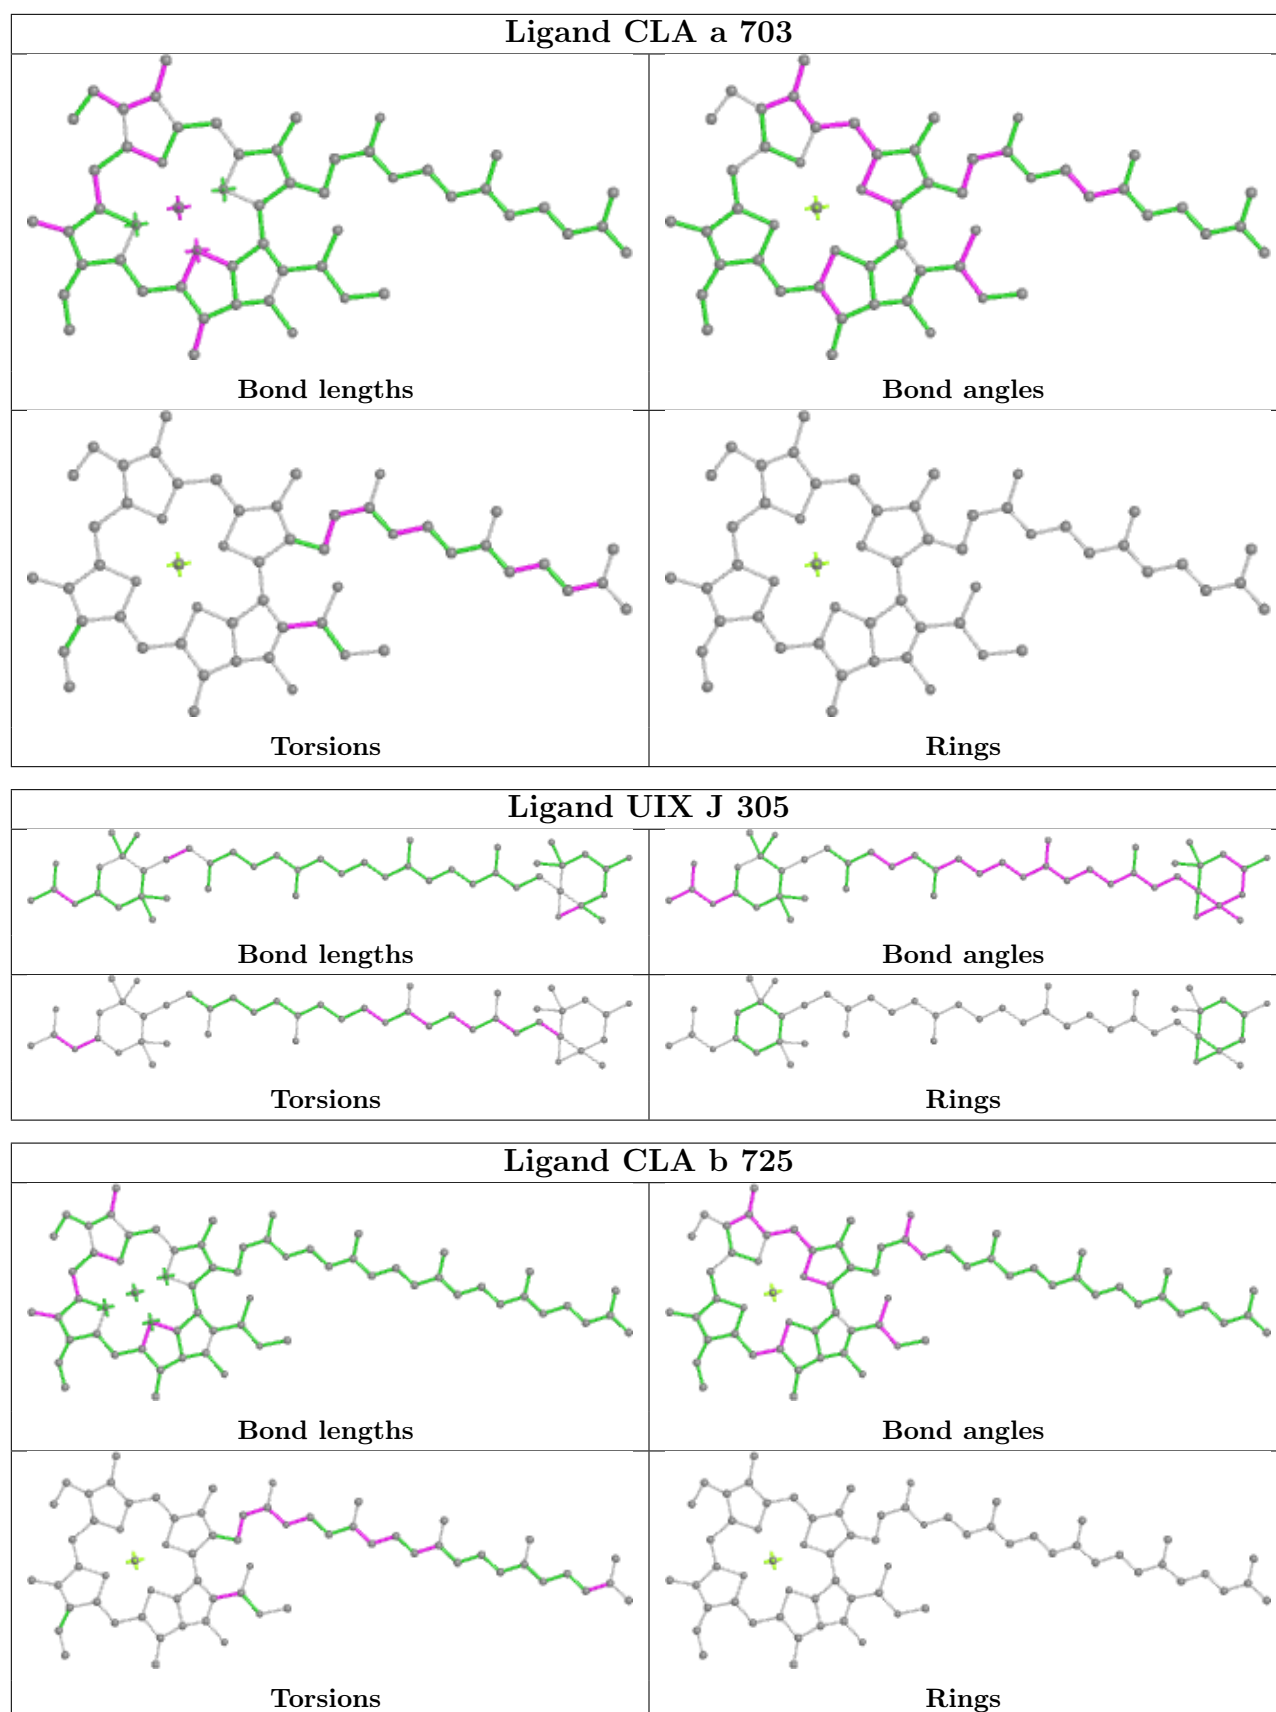 Ligand CLA a 703
Bond lengths
Bond angles
Torsions
Rings
Ligand UIX J 305
Bond lengths
Bond angles
Torsions
Rings
Ligand CLA b 725
Bond lengths
Bond angles
Torsions
Rings